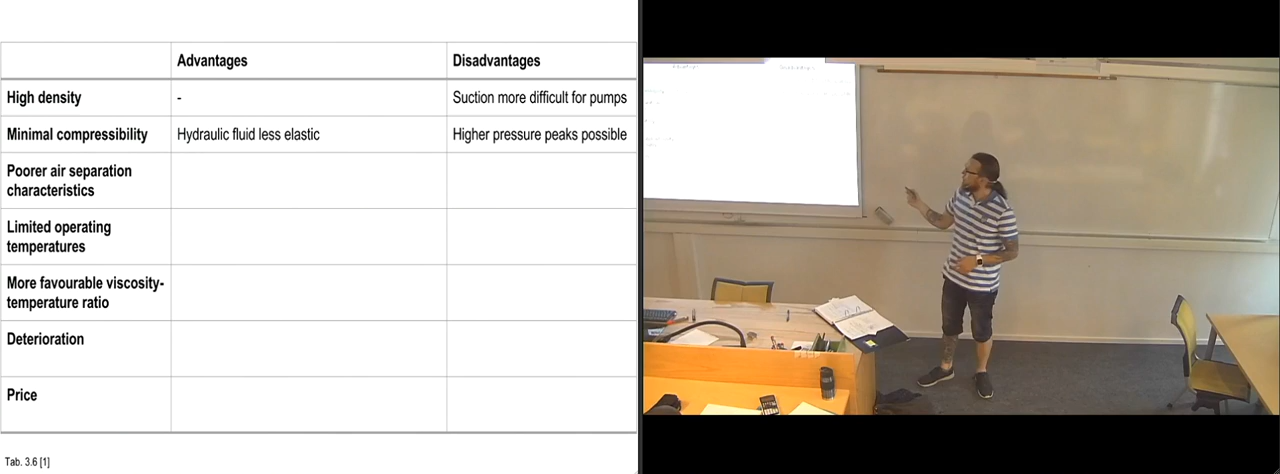 Advantages Disadvantages
High density - Suction more difficult for pumps
Minimal compressibility Hydraulic fluid less elastic Higher pressure peaks possible
Poorer air separation
characteristics
Limited operating
temperatures
More favourable viscosity-
temperature ratio
Deterioration
Price
Tab. 3.6 [1]